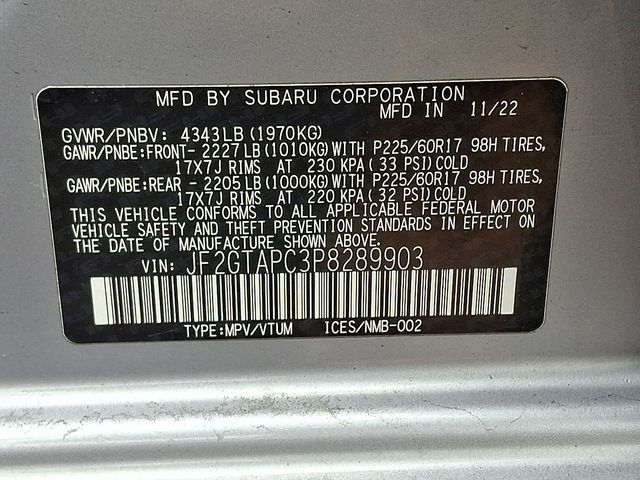 MFD BY SUBARU CORPORATION
MFD IN 11/22
GVWR/PNBV: 4343LB(1970KG)
GAWR/PNBE:FRONT- 2227LB(1010KG)WITH P225/60R17 98H TIRES,
17X7J RIMS AT 230 KPA(33 PSI)COLD
GAWR/PNBE:REAR - 2205LB(1000KG)WITH P225/60R17 98H TIRES,
17X7J RIMS AT 220 KPA(32 PSI)COLD
THIS VEHICLE CONFORMS TO ALL APPLICABLE FEDERAL MOTOR
VEHICLE SAFETY AND THEFT PREVENTION STANDARDS IN EFFECT ON
THE DATE OF MANUFACTURE SHOWN ABOVE.
VIN: JF2GTAPC3P8289903
TYPE:MPV/VTUM ICES/NMB-002